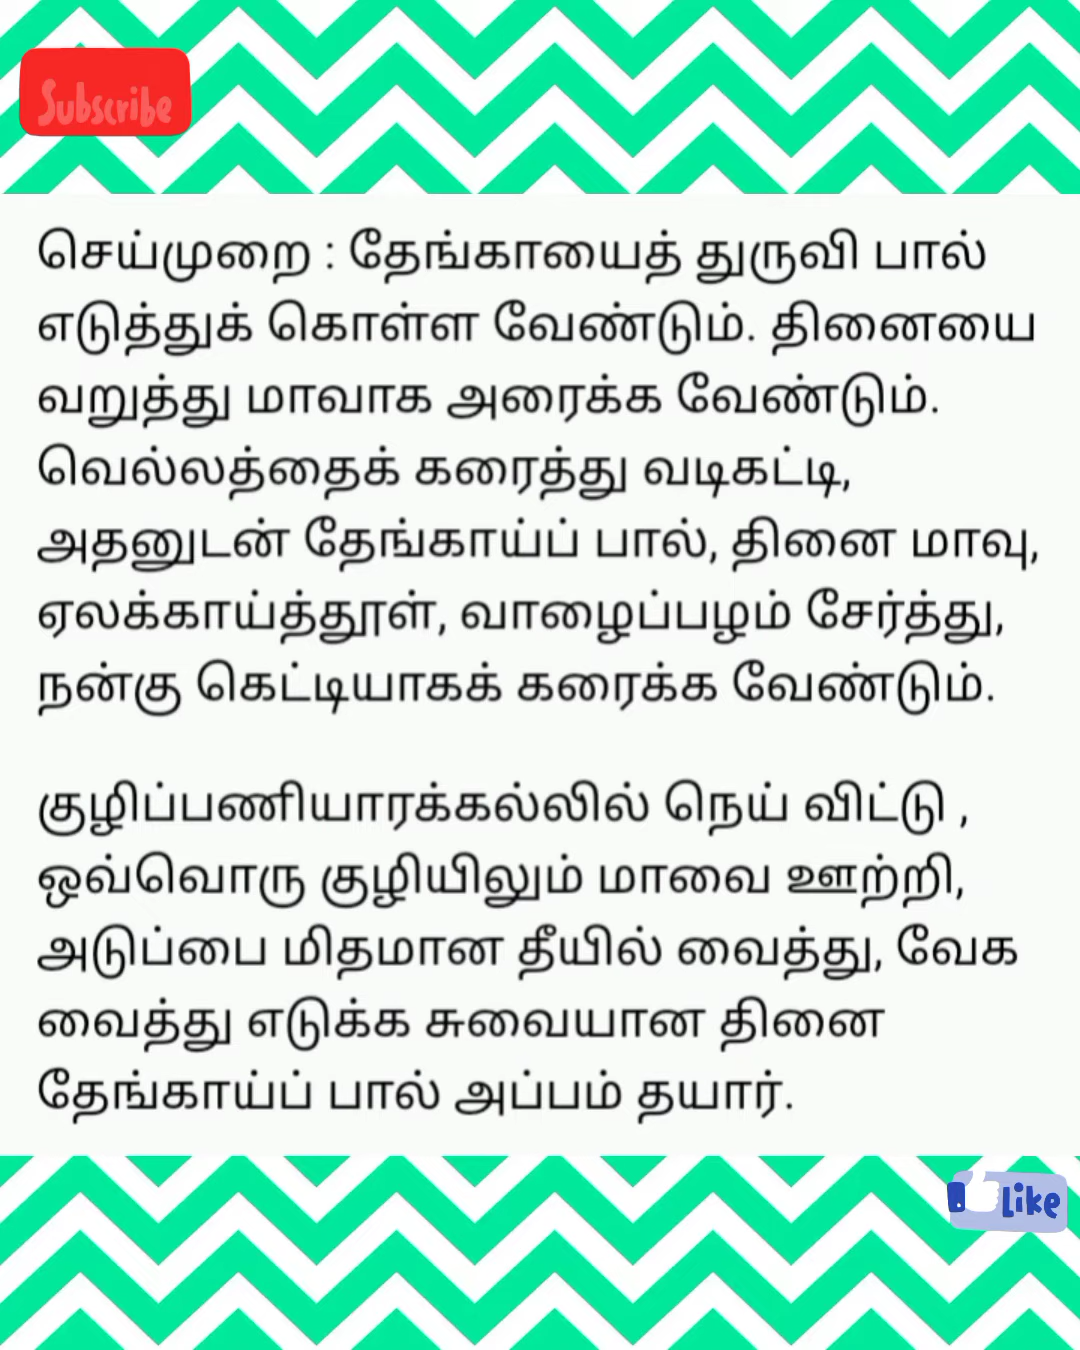 Subscribe
செய்முறை : தேங்காயைத் துருவி பால்
எடுத்துக் கொள்ள வேண்டும். தினையை
வறுத்து மாவாக அரைக்க வேண்டும்.
வெல்லத்தைக் கரைத்து வடிகட்டி,
அதனுடன் தேங்காய்ப் பால், தினை மாவு,
ஏலக்காய்த்தூள், வாழைப்பழம் சேர்த்து,
நன்கு கெட்டியாகக் கரைக்க வேண்டும்.
குழிப்பணியாரக்கல்லில் நெய் விட்டு ,
ஒவ்வொரு குழியிலும் மாவை ஊற்றி,
அடுப்பை மிதமான தீயில் வைத்து, வேக
வைத்து எடுக்க சுவையான தினை
தேங்காய்ப் பால் அப்பம் தயார்.
Like